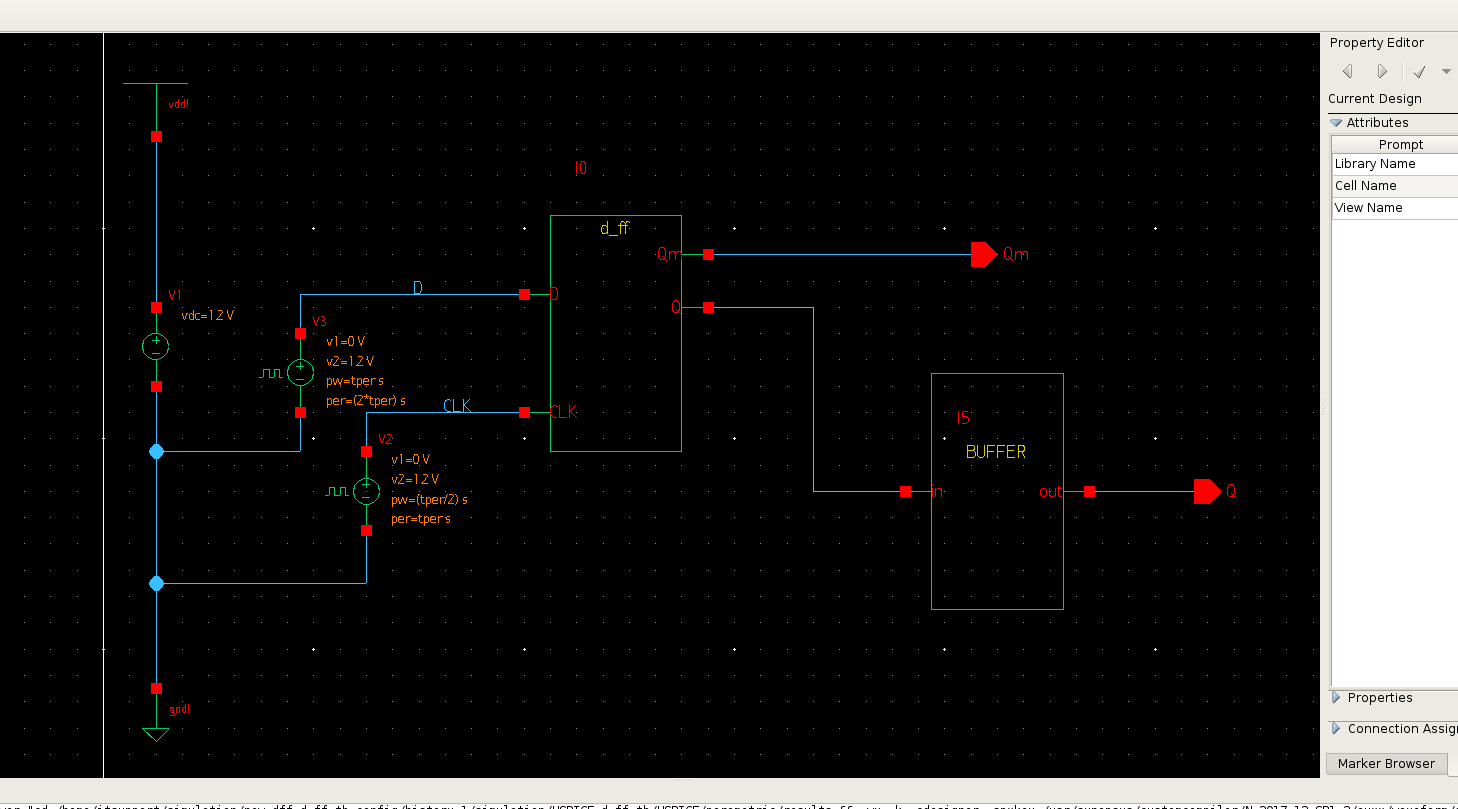 Property Editor
Current Design
Attributes
Prompt
Library Name
Cell Name
View Name
Properties
Connection Assig
Marker Browser
vdd!
I0
d_ff
Qm
Qm
D
D
Q
V1
vdc=1.2 V
V3
v1=0 V
v2=1.2 V
pw=tper s
per=(2*tper) s
CLK
CLK
V2
v1=0 V
v2=1.2 V
pw=(tper/2) s
per=tper s
I5
BUFFER
in
out
Q
gnd!